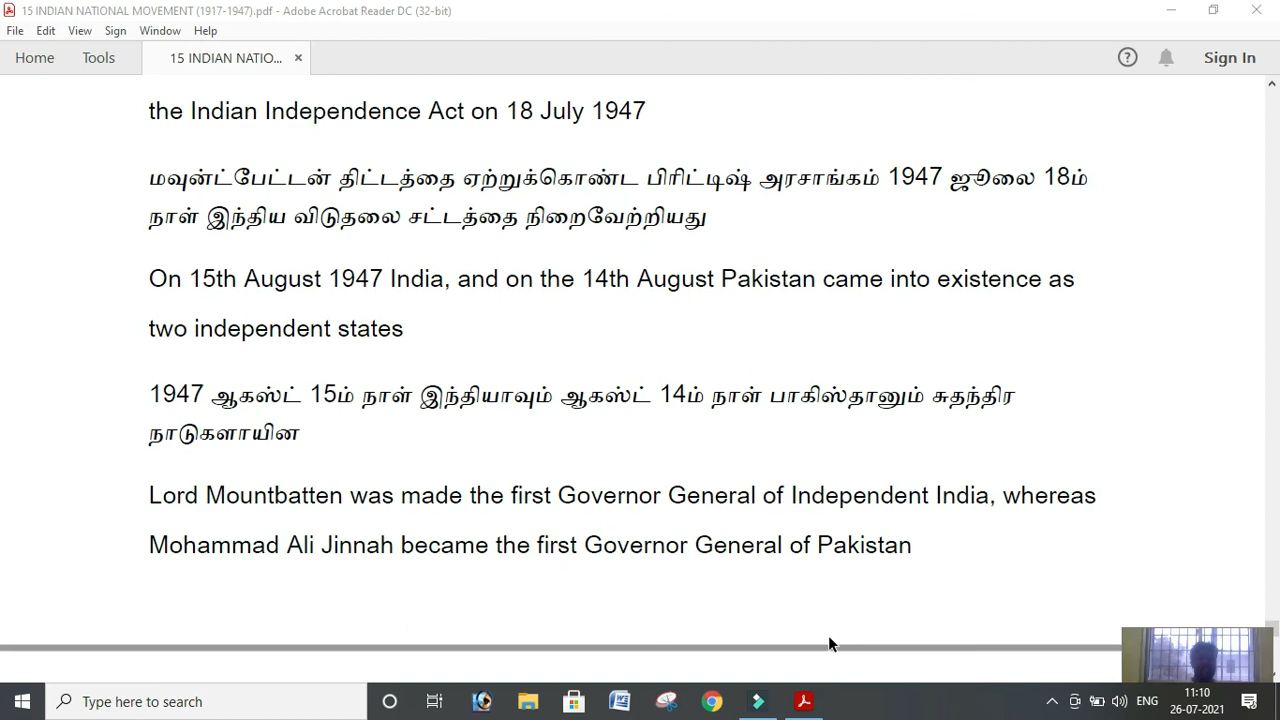 15 INDIAN NATIONAL MOVEMENT (1917-1947).pdf - Adobe Acrobat Reader DC (32-bit)
File Edit View Sign Window Help
Home Tools 15 INDIAN NATIO... Sign In
the Indian Independence Act on 18 July 1947
மவுன்ட்பேட்டன் திட்டத்தை ஏற்றுக்கொண்ட பிரிட்டிஷ் அரசாங்கம் 1947 ஜூலை 18ம்
நாள் இந்திய விடுதலை சட்டத்தை நிறைவேற்றியது
On 15th August 1947 India, and on the 14th August Pakistan came into existence as
two independent states
1947 ஆகஸ்ட் 15ம் நாள் இந்தியாவும் ஆகஸ்ட் 14ம் நாள் பாகிஸ்தானும் சுதந்திர
நாடுகளாயின
Lord Mountbatten was made the first Governor General of Independent India, whereas
Mohammad Ali Jinnah became the first Governor General of Pakistan
Type here to search
ENG
11:10
26-07-2021